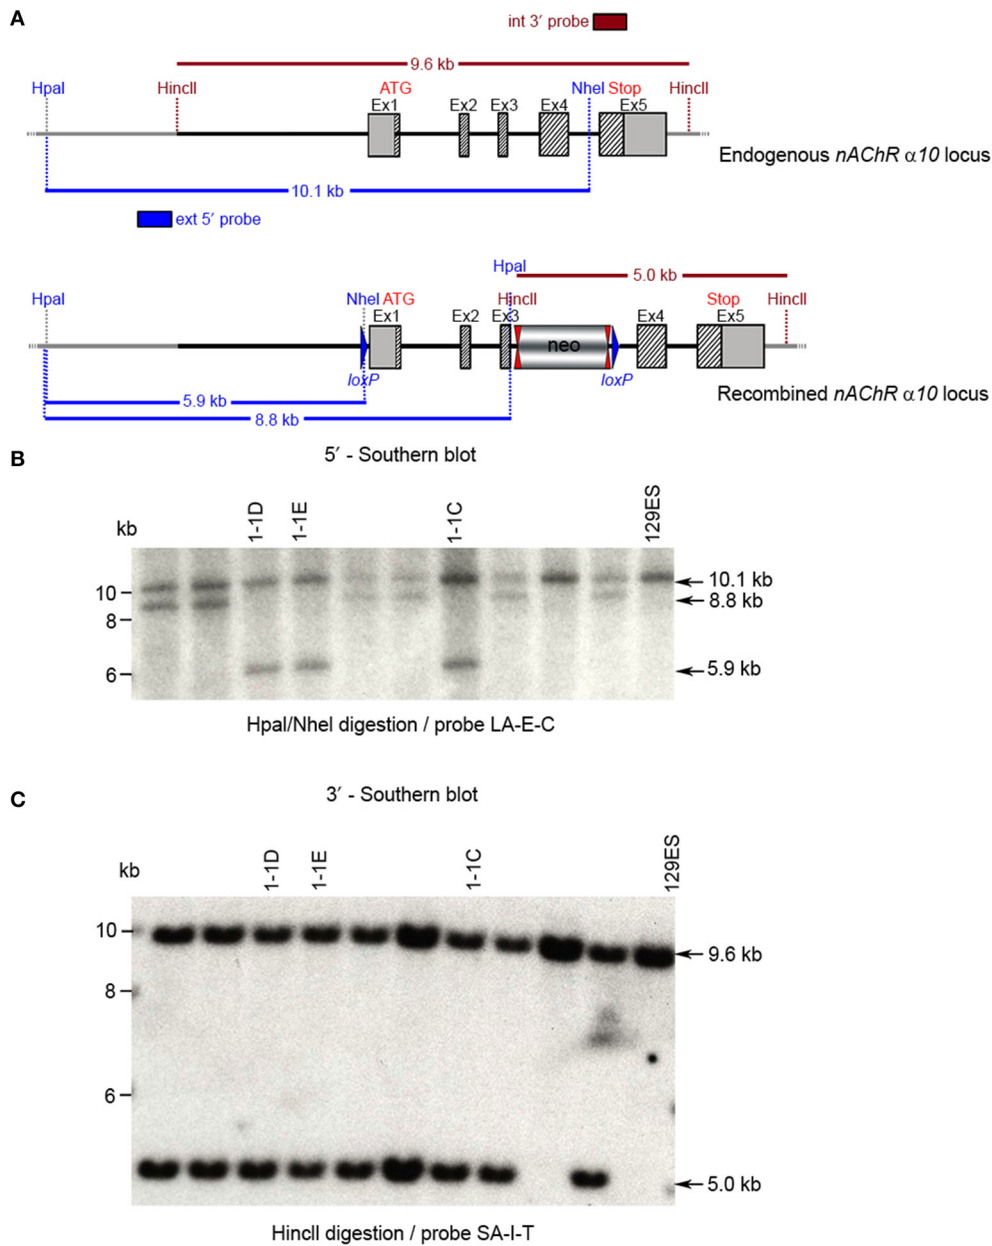 A
int 3′ probe
9.6 kb
HpaI HincII ATG NheI Stop HincII
Ex1 Ex2 Ex3 Ex4 Ex5
Endogenous nAChR α10 locus
10.1 kb
ext 5′ probe
HpaI
5.0 kb
HpaI NheI ATG HincII Stop HincII
Ex1 Ex2 Ex3 Ex4 Ex5
neo
loxP loxP
Recombined nAChR α10 locus
5.9 kb
8.8 kb
B
5′ - Southern blot
kb 1-1D 1-1E 1-1C 129ES
10
8
6
10.1 kb
8.8 kb
5.9 kb
HpaI/NheI digestion / probe LA-E-C
C
3′ - Southern blot
kb 1-1D 1-1E 1-1C 129ES
10
8
6
9.6 kb
5.0 kb
HincII digestion / probe SA-I-T